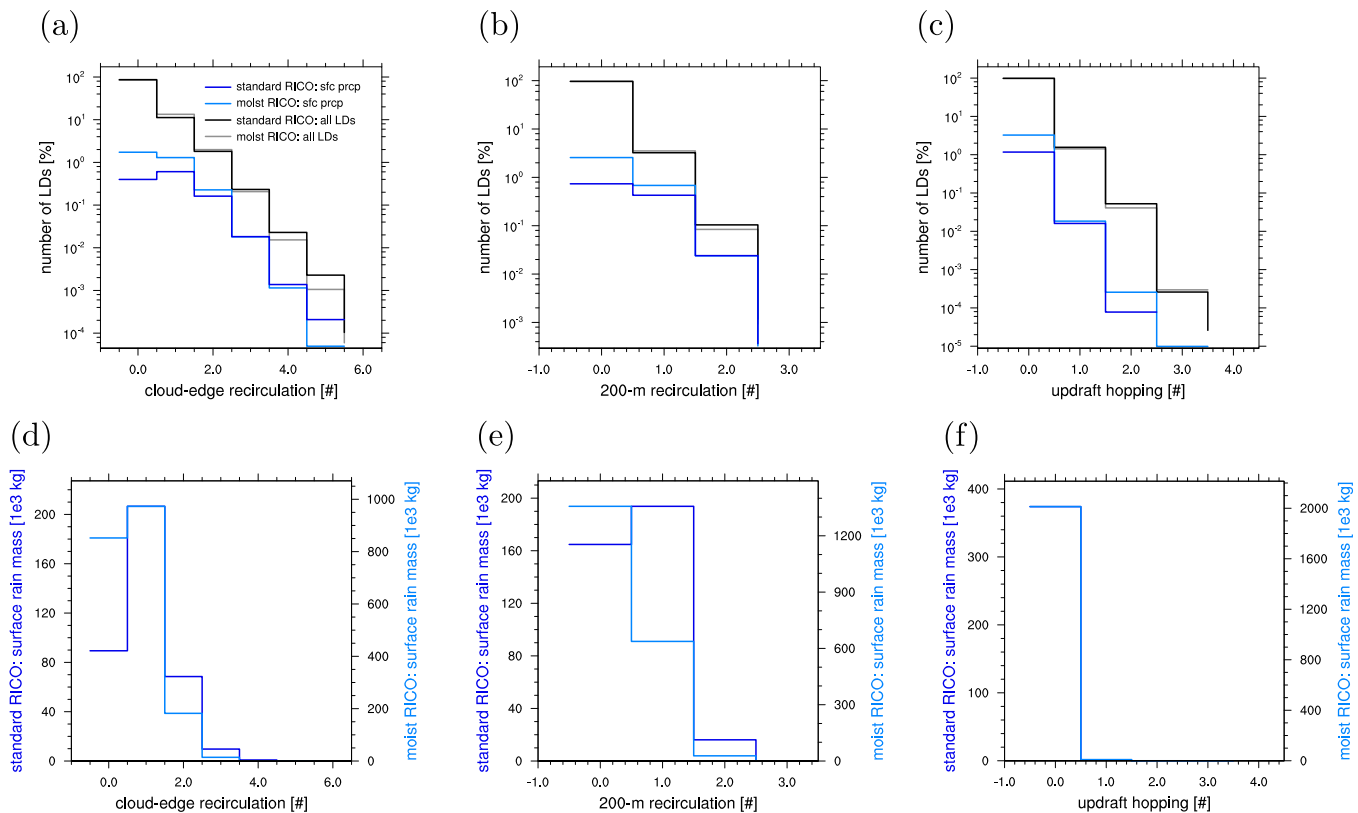 (a)
(b)
(c)
number of LDs [%]
10^2
10^1
10^0
10^-1
10^-2
10^-3
10^-4
standard RICO: sfc prcp
moist RICO: sfc prcp
standard RICO: all LDs
moist RICO: all LDs
0.0 2.0 4.0 6.0
cloud-edge recirculation [#]
number of LDs [%]
10^2
10^1
10^0
10^-1
10^-2
10^-3
-1.0 0.0 1.0 2.0 3.0
200-m recirculation [#]
number of LDs [%]
10^2
10^1
10^0
10^-1
10^-2
10^-3
10^-4
10^-5
-1.0 0.0 1.0 2.0 3.0 4.0
updraft hopping [#]
(d)
(e)
(f)
standard RICO: surface rain mass [1e3 kg]
200
160
120
80
40
0
0.0 2.0 4.0 6.0
cloud-edge recirculation [#]
1000
800
600
400
200
0
moist RICO: surface rain mass [1e3 kg]
standard RICO: surface rain mass [1e3 kg]
200
160
120
80
40
0
-1.0 0.0 1.0 2.0 3.0
200-m recirculation [#]
1200
800
400
0
moist RICO: surface rain mass [1e3 kg]
standard RICO: surface rain mass [1e3 kg]
400
300
200
100
0
-1.0 0.0 1.0 2.0 3.0 4.0
updraft hopping [#]
2000
1600
1200
800
400
0
moist RICO: surface rain mass [1e3 kg]